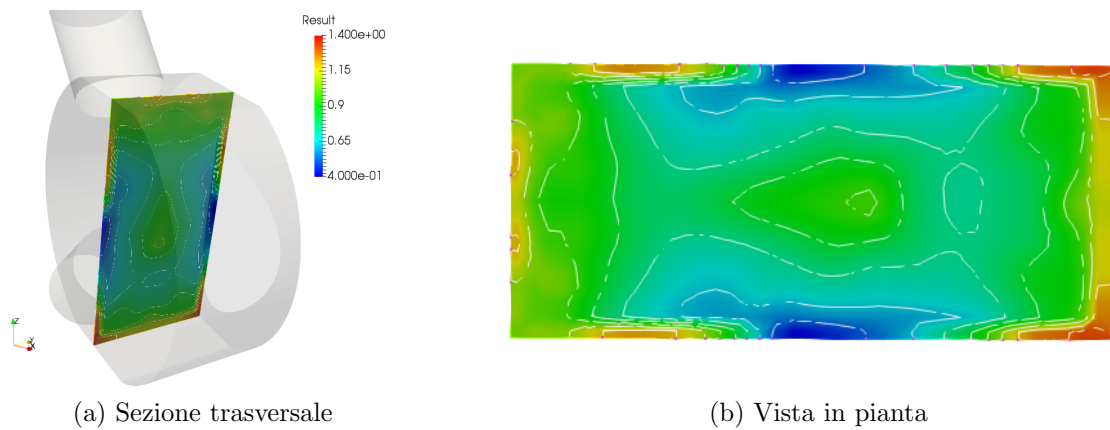 Result
1.400e+00
1.15
0.9
0.65
4.000e-01
Z
Y
X
(a) Sezione trasversale
(b) Vista in pianta